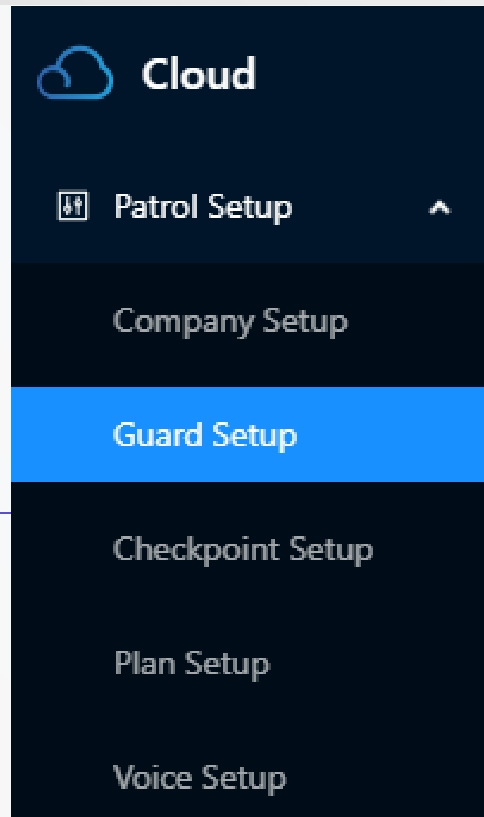 Cloud
Patrol Setup
Company Setup
Guard Setup
Checkpoint Setup
Plan Setup
Voice Setup